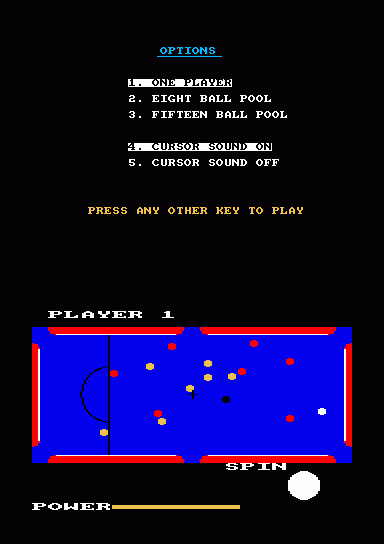 OPTIONS
1. ONE PLAYER
2. EIGHT BALL POOL
3. FIFTEEN BALL POOL
4. CURSOR SOUND ON
5. CURSOR SOUND OFF
PRESS ANY OTHER KEY TO PLAY
PLAYER 1
SPIN
POWER